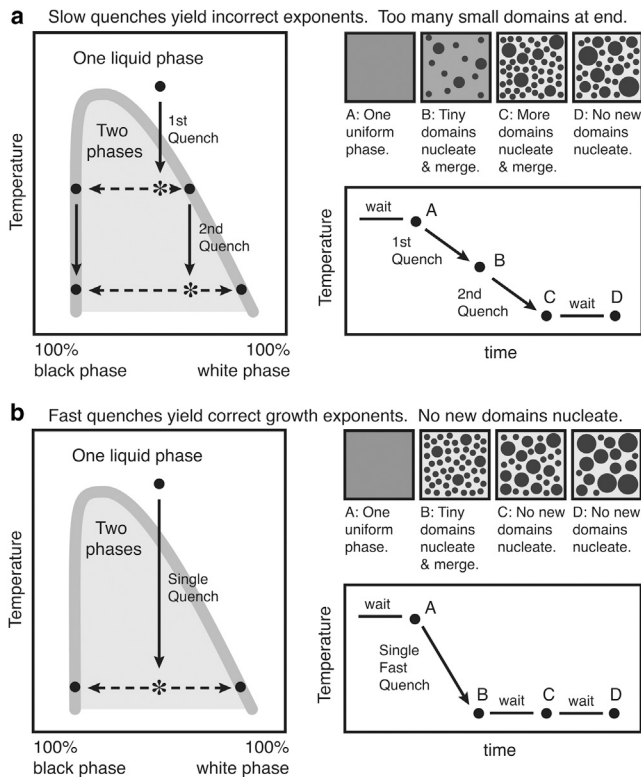 a Slow quenches yield incorrect exponents. Too many small domains at end.
One liquid phase
Two
phases
1st
Quench
*
2nd
Quench
*
Temperature
100%
black phase
100%
white phase
A: One
uniform
phase.
B: Tiny
domains
nucleate
& merge.
C: More
domains
nucleate
& merge.
D: No new
domains
nucleate.
wait
A
1st
Quench
B
2nd
Quench
C
wait
D
Temperature
time
b Fast quenches yield correct growth exponents. No new domains nucleate.
One liquid phase
Two
phases
Single
Quench
*
Temperature
100%
black phase
100%
white phase
A: One
uniform
phase.
B: Tiny
domains
nucleate
& merge.
C: No new
domains
nucleate.
D: No new
domains
nucleate.
wait
A
Single
Fast
Quench
B
wait
C
wait
D
Temperature
time